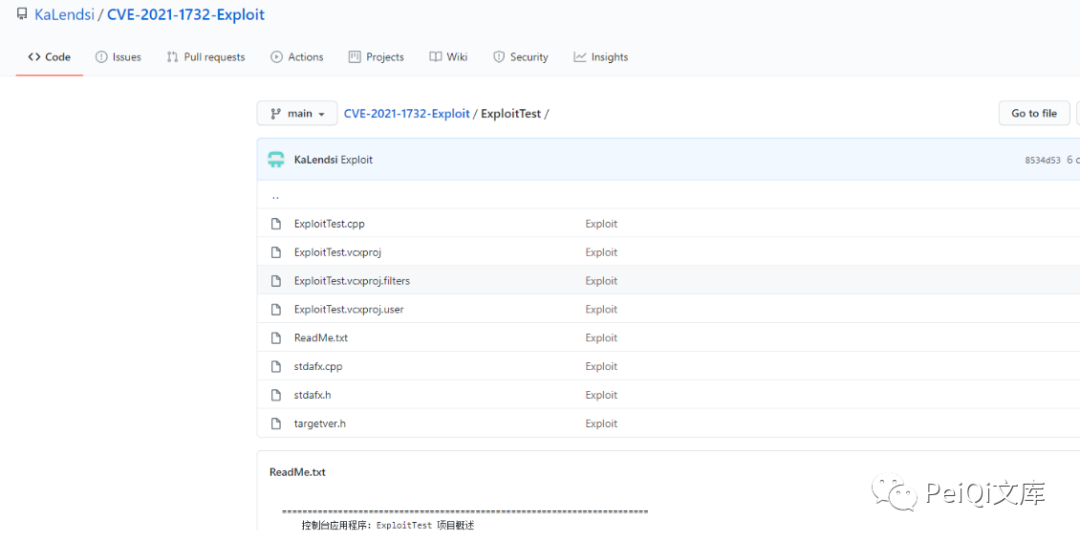 KaLendsi / CVE-2021-1732-Exploit
Code Issues Pull requests Actions Projects Wiki Security Insights
main CVE-2021-1732-Exploit / ExploitTest / Go to file
KaLendsi Exploit 8534d53 6
..
ExploitTest.cpp Exploit
ExploitTest.vcxproj Exploit
ExploitTest.vcxproj.filters Exploit
ExploitTest.vcxproj.user Exploit
ReadMe.txt Exploit
stdafx.cpp Exploit
stdafx.h Exploit
targetver.h Exploit
ReadMe.txt
PeiQi文库
========================================================================
控制台应用程序: ExploitTest 项目概述